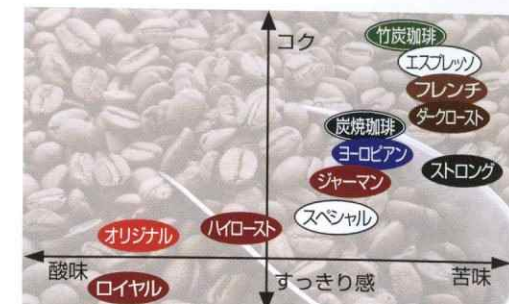 コク
竹炭珈琲
エスプレッソ
フレンチ
ダークロースト
炭焼珈琲
ヨーロピアン
ストロング
ジャーマン
スペシャル
ハイロースト
オリジナル
酸味
すっきり感
苦味
ロイヤル